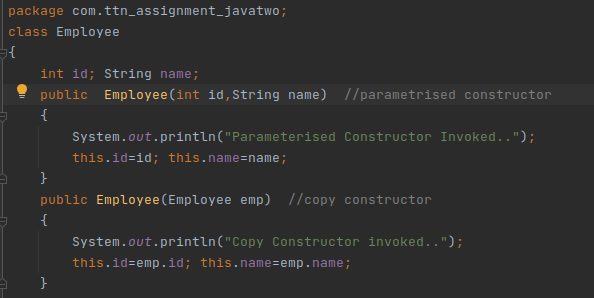 package com.ttn_assignment_javatwo;
class Employee
{
int id; String name;
public  Employee(int id,String name)  //parametrised constructor
{
System.out.println("Parameterised Constructor Invoked..");
this.id=id; this.name=name;
}
public Employee(Employee emp)  //copy constructor
{
System.out.println("Copy Constructor invoked..");
this.id=emp.id; this.name=emp.name;
}